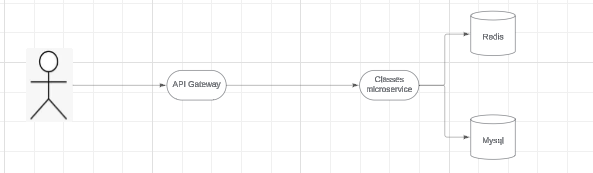 Redis
API Gateway
Classes
microservice
Mysql